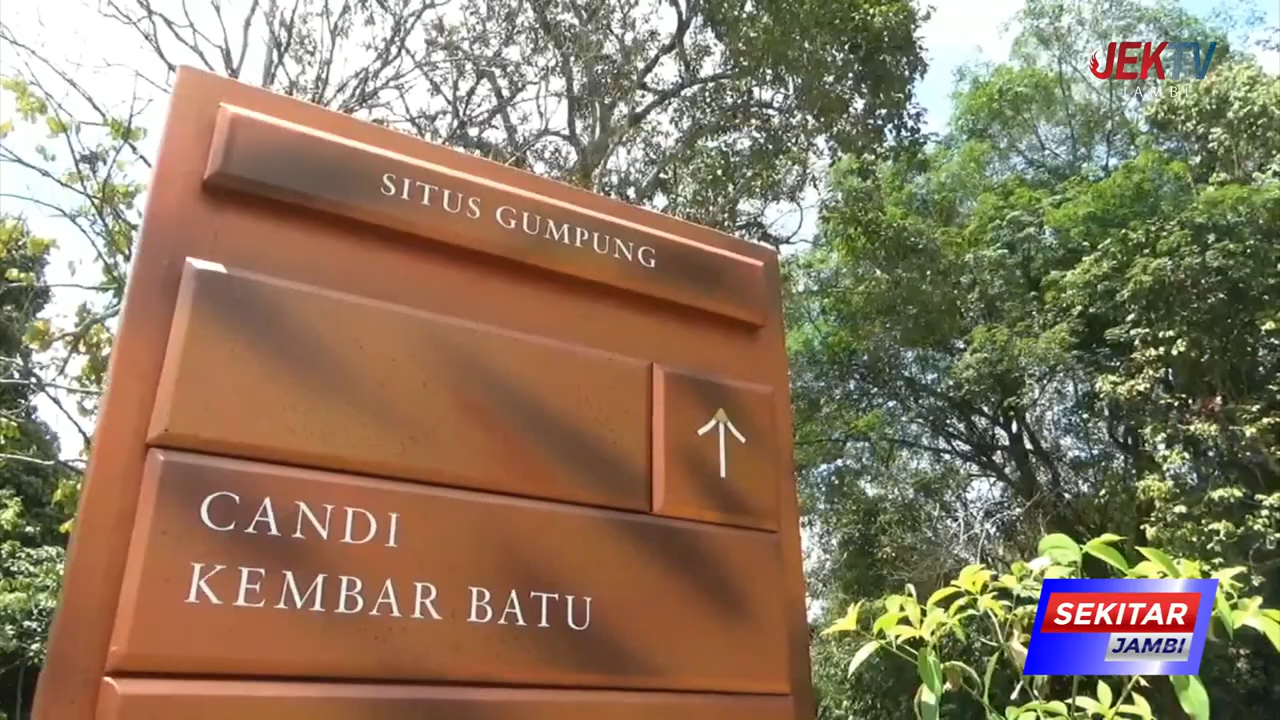 JEKTV
JAMBI
SITUS GUMPUNG
CANDI
KEMBAR BATU
SEKITAR
JAMBI